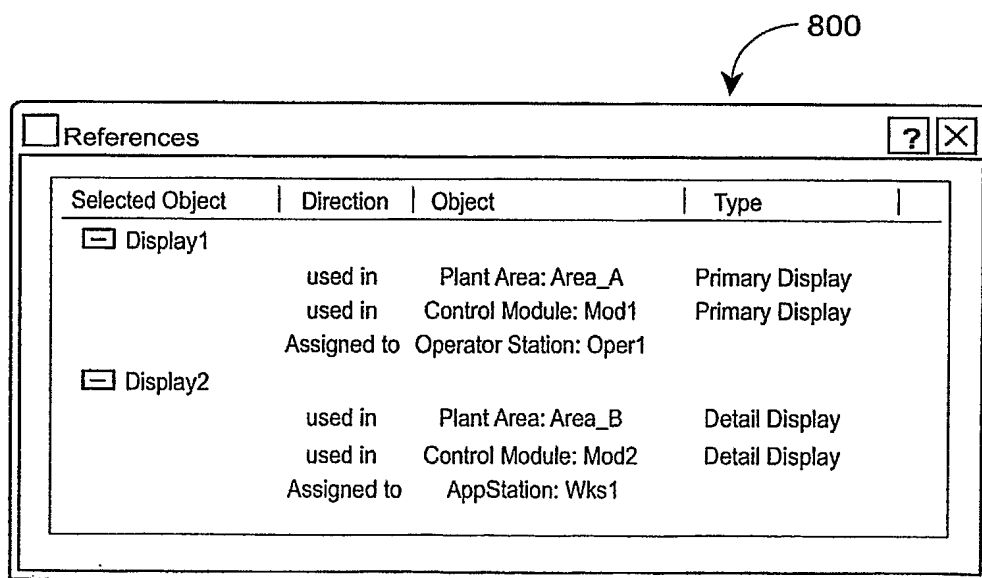 800
References ? X
Selected Object Direction Object Type
Display1
used in Plant Area: Area_A Primary Display
used in Control Module: Mod1 Primary Display
Assigned to Operator Station: Oper1
Display2
used in Plant Area: Area_B Detail Display
used in Control Module: Mod2 Detail Display
Assigned to AppStation: Wks1